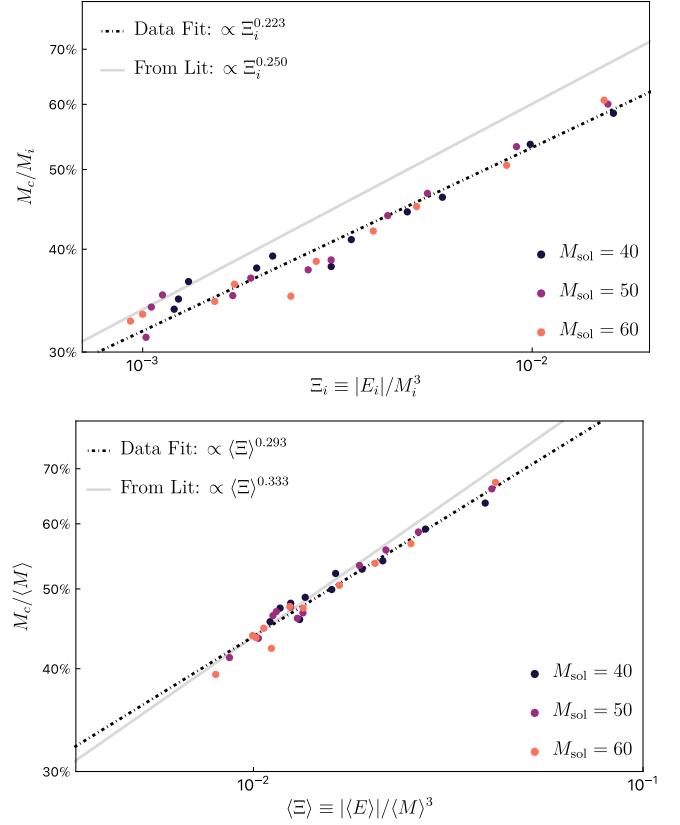 Data Fit: ∝ Ξ_i^0.223
From Lit: ∝ Ξ_i^0.250
70%
60%
50%
40%
30%
M_c/M_i
M_sol = 40
M_sol = 50
M_sol = 60
10^−3
10^−2
Ξ_i ≡ |E_i|/M_i^3
Data Fit: ∝ ⟨Ξ⟩^0.293
From Lit: ∝ ⟨Ξ⟩^0.333
70%
60%
50%
40%
30%
M_c/⟨M⟩
M_sol = 40
M_sol = 50
M_sol = 60
10^−2
10^−1
⟨Ξ⟩ ≡ |⟨E⟩|/⟨M⟩^3